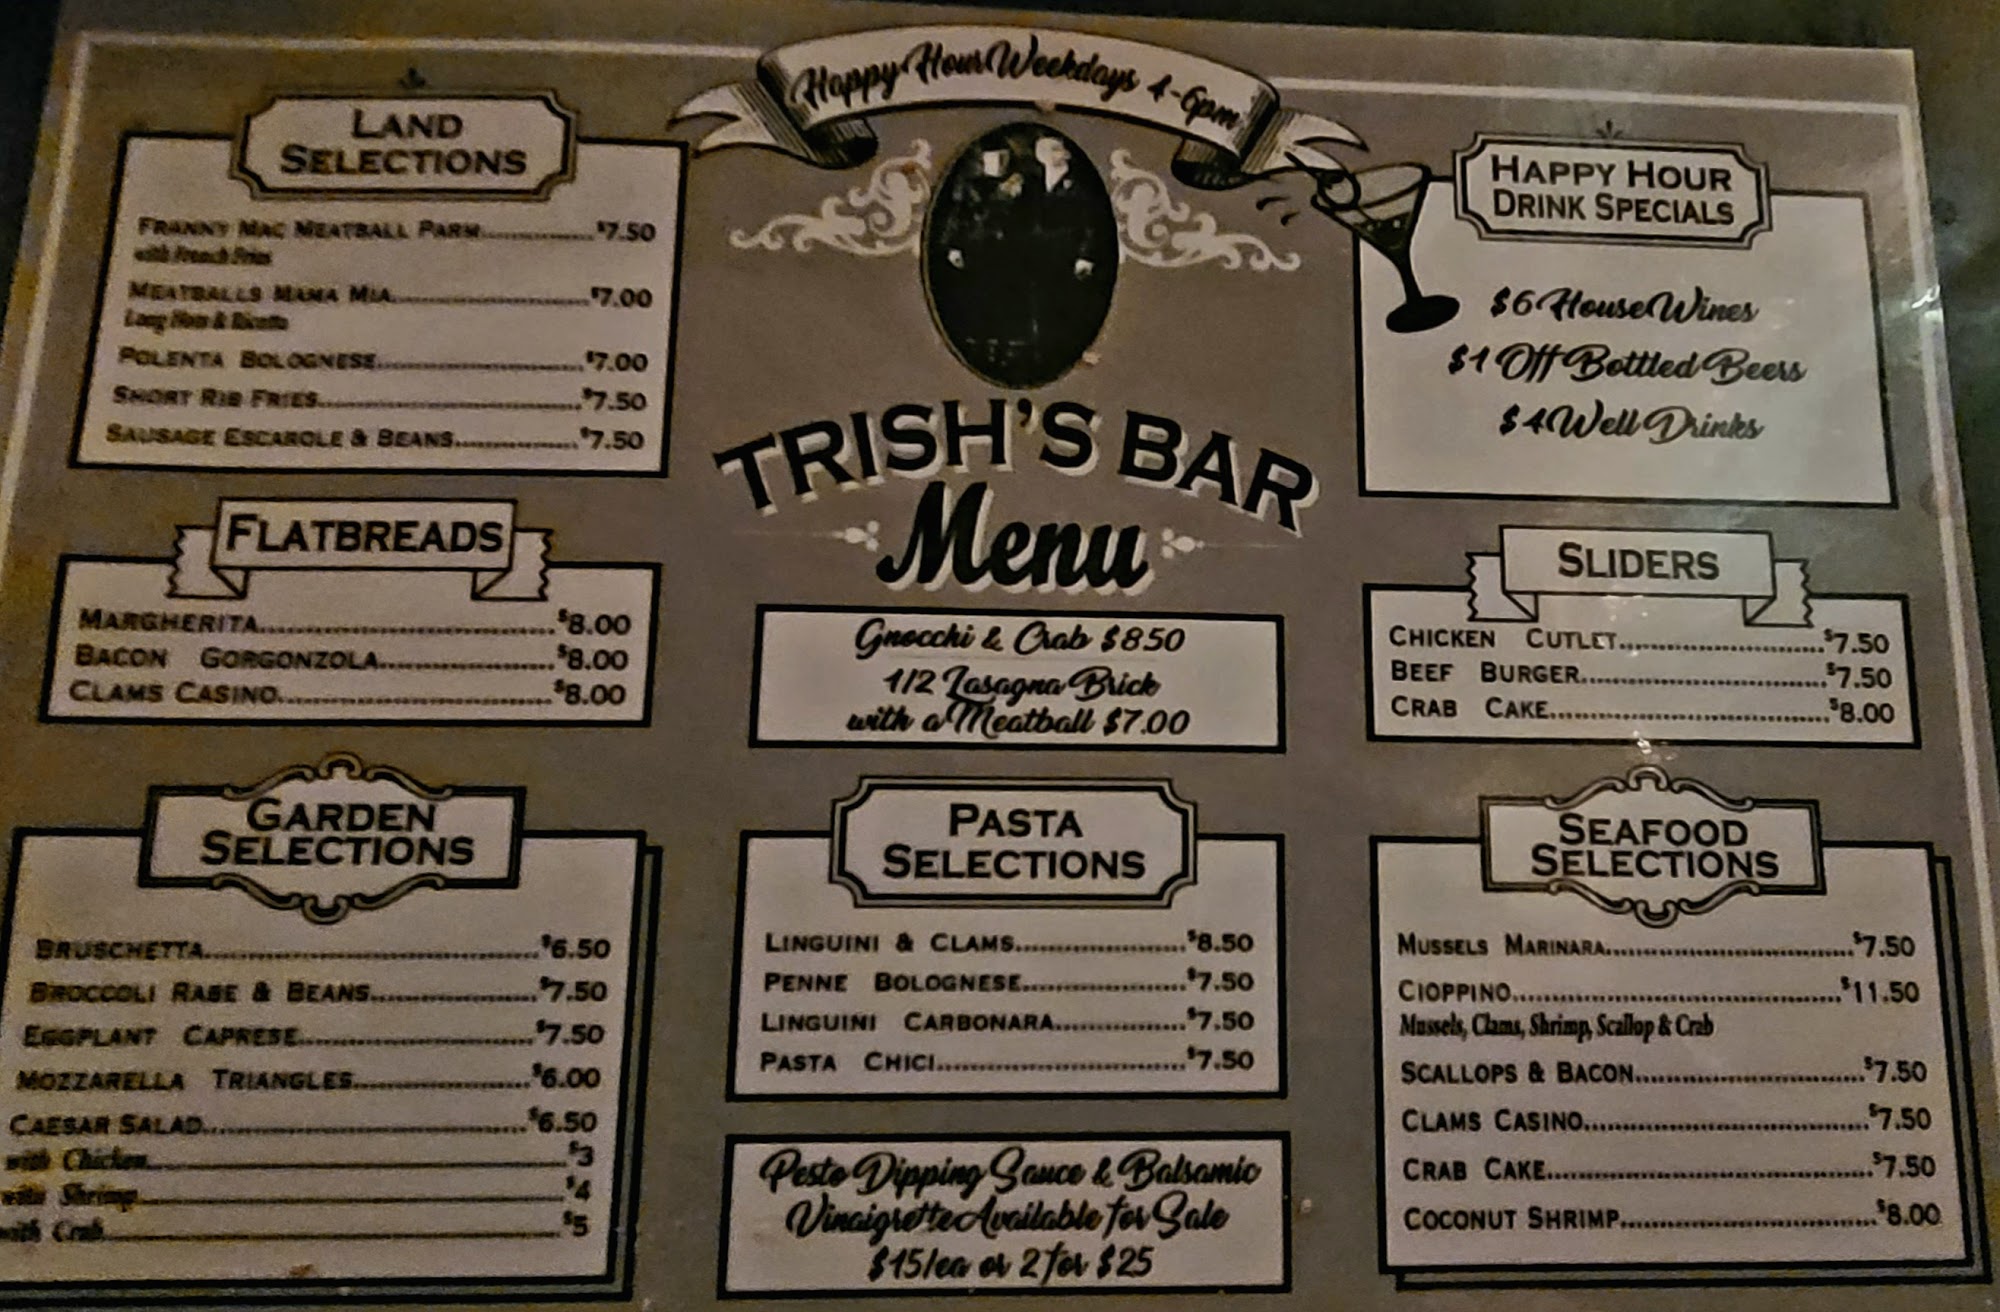 Happy Hour Weekdays 4-6pm
LAND
SELECTIONS
FRANNY MAC MEATBALL PARM $7.50
with French Fries
MEATBALLS MAMA MIA $7.00
Long Hots & Ricotta
POLENTA BOLOGNESE $7.00
SHORT RIB FRIES $7.50
SAUSAGE ESCAROLE & BEANS $7.50
FLATBREADS
MARGHERITA $8.00
BACON GORGONZOLA $8.00
CLAMS CASINO $8.00
GARDEN
SELECTIONS
BRUSCHETTA $6.50
BROCCOLI RABE & BEANS $7.50
EGGPLANT CAPRESE $7.50
MOZZARELLA TRIANGLES $6.00
CAESAR SALAD $6.50
with Chicken $3
with Shrimp $4
with Crab $5
TRISH'S BAR
Menu
Gnocchi & Crab $850
1/2 Lasagna Brick
with a Meatball $7.00
PASTA
SELECTIONS
LINGUINI & CLAMS $8.50
PENNE BOLOGNESE $7.50
LINGUINI CARBONARA $7.50
PASTA CHICI $7.50
Pesto Dipping Sauce & Balsamic
Vinaigrette Available for Sale
$15/ea or 2 for $25
HAPPY HOUR
DRINK SPECIALS
$6 House Wines
$1 Off Bottled Beers
$4 Well Drinks
SLIDERS
CHICKEN CUTLET $7.50
BEEF BURGER $7.50
CRAB CAKE $8.00
SEAFOOD
SELECTIONS
MUSSELS MARINARA $7.50
CIOPPINO $11.50
Mussels, Clams, Shrimp, Scallop & Crab
SCALLOPS & BACON $7.50
CLAMS CASINO $7.50
CRAB CAKE $7.50
COCONUT SHRIMP $8.00